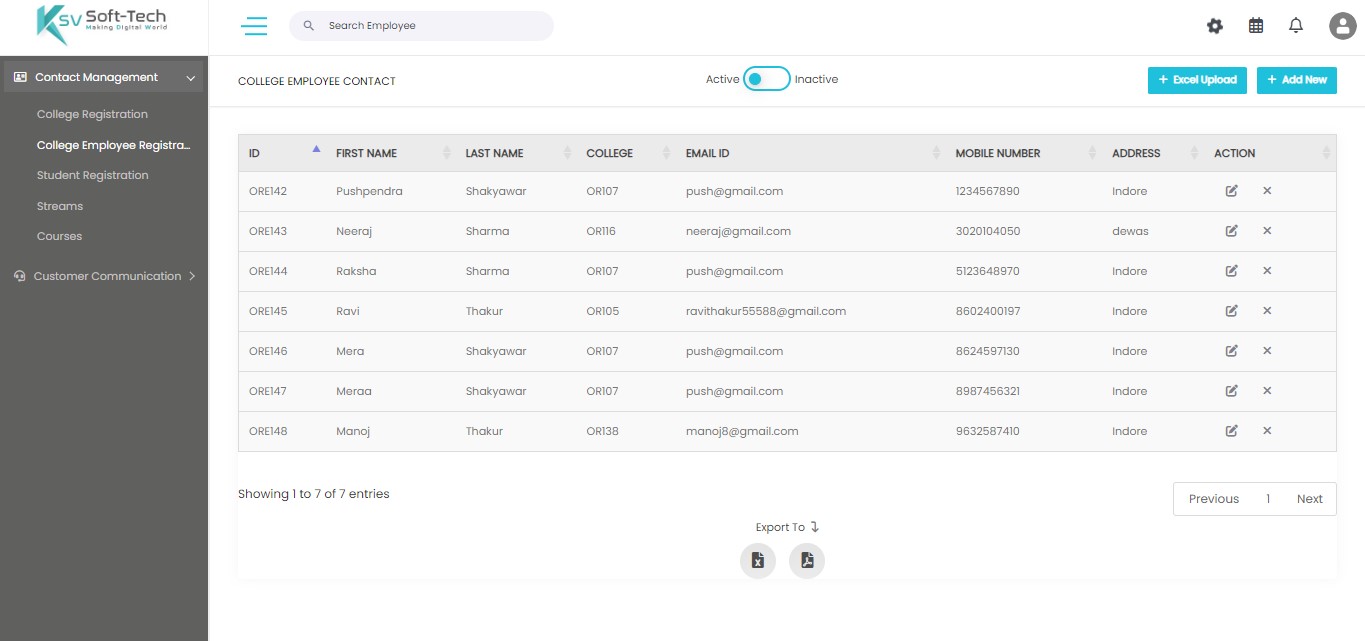 KSV Soft-Tech
Making Digital World
Search Employee
Contact Management
College Registration
College Employee Registra...
Student Registration
Streams
Courses
Customer Communication
COLLEGE EMPLOYEE CONTACT
Active Inactive
+ Excel Upload + Add New
ID FIRST NAME LAST NAME COLLEGE EMAIL ID MOBILE NUMBER ADDRESS ACTION
ORE142 Pushpendra Shakyawar OR107 push@gmail.com 1234567890 Indore
ORE143 Neeraj Sharma OR116 neeraj@gmail.com 3020104050 dewas
ORE144 Raksha Sharma OR107 push@gmail.com 5123648970 Indore
ORE145 Ravi Thakur OR105 ravithakur55588@gmail.com 8602400197 Indore
ORE146 Mera Shakyawar OR107 push@gmail.com 8624597130 Indore
ORE147 Meraa Shakyawar OR107 push@gmail.com 8987456321 Indore
ORE148 Manoj Thakur OR138 manoj8@gmail.com 9632587410 Indore
Showing 1 to 7 of 7 entries
Previous 1 Next
Export To